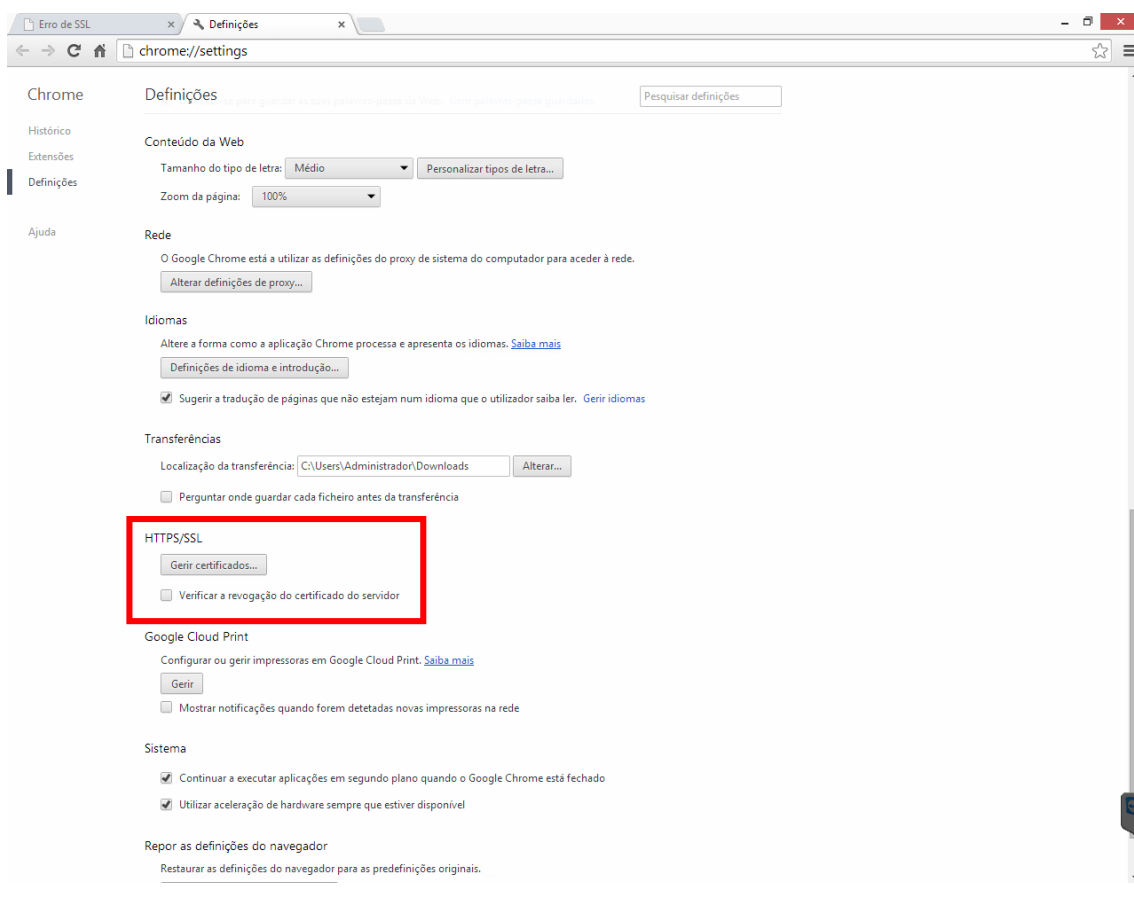 Erro de SSL
Definições
chrome://settings
Chrome
Definições
Pesquisar definições
Histórico
Extensões
Definições
Ajuda
Conteúdo da Web
Tamanho do tipo de letra: Médio Personalizar tipos de letra...
Zoom da página: 100%
Rede
O Google Chrome está a utilizar as definições do proxy de sistema do computador para aceder à rede.
Alterar definições de proxy...
Idiomas
Altere a forma como a aplicação Chrome processa e apresenta os idiomas. Saiba mais
Definições de idioma e introdução...
Sugerir a tradução de páginas que não estejam num idioma que o utilizador saiba ler. Gerir idiomas
Transferências
Localização da transferência: C:\Users\Administrador\Downloads Alterar...
Perguntar onde guardar cada ficheiro antes da transferência
HTTPS/SSL
Gerir certificados...
Verificar a revogação do certificado do servidor
Google Cloud Print
Configurar ou gerir impressoras em Google Cloud Print. Saiba mais
Gerir
Mostrar notificações quando forem detetadas novas impressoras na rede
Sistema
Continuar a executar aplicações em segundo plano quando o Google Chrome está fechado
Utilizar aceleração de hardware sempre que estiver disponível
Repor as definições do navegador
Restaurar as definições do navegador para as predefinições originais.